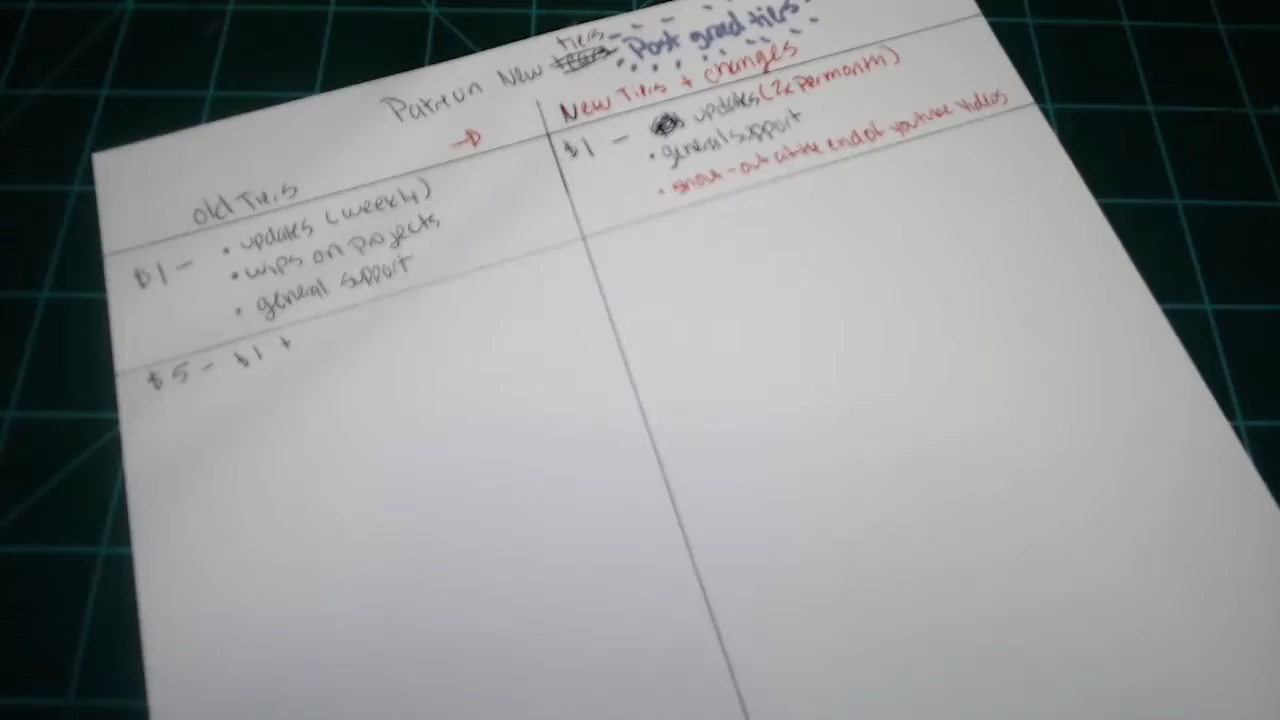 Patreon New tiers
Post grad tiers
Old Tiers
New Tiers + changes
$1 - • updates (weekly)
• wips on projects
• general support
$1 - updates (2x per month)
• general support
• shout-out at the end of youtube videos
$5 - $1 +